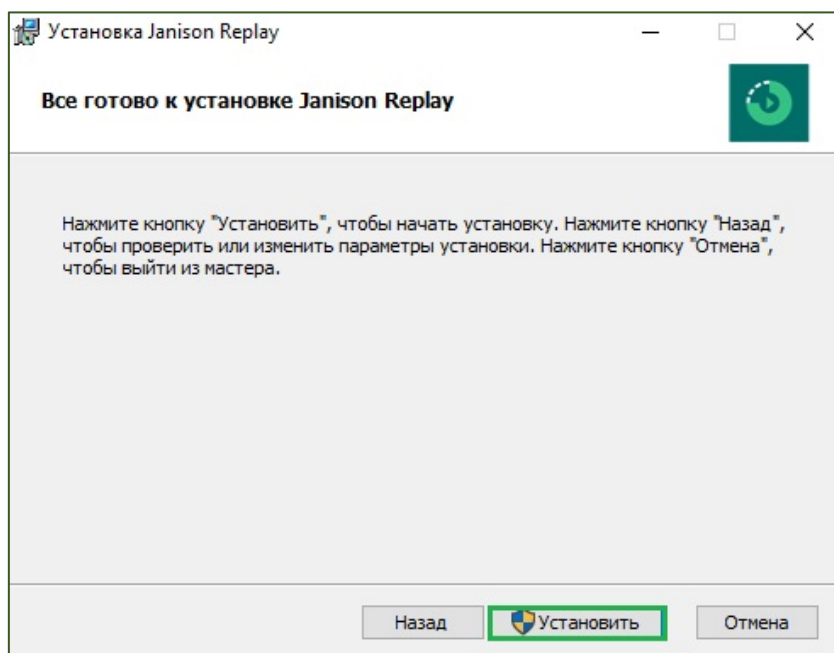 Установка Janison Replay
Все готово к установке Janison Replay
Нажмите кнопку "Установить", чтобы начать установку. Нажмите кнопку "Назад",
чтобы проверить или изменить параметры установки. Нажмите кнопку "Отмена",
чтобы выйти из мастера.
Назад
Установить
Отмена